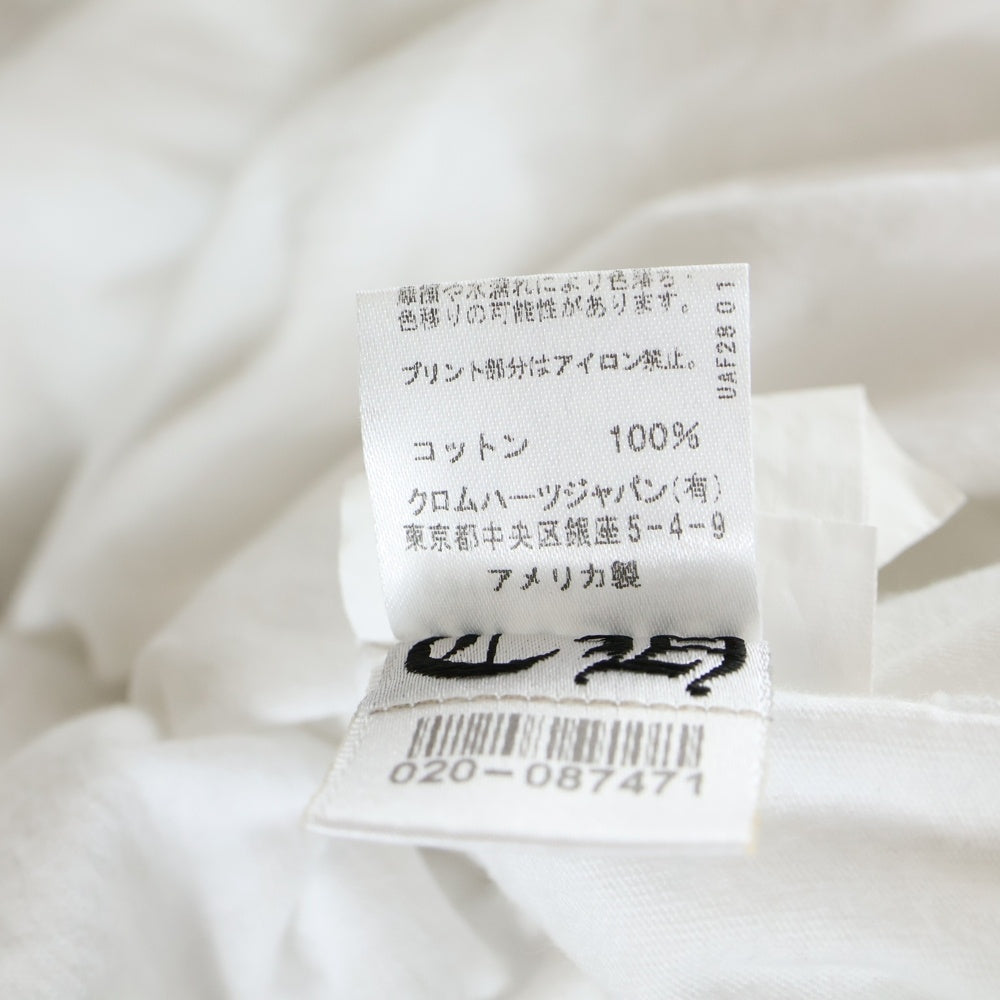 摩擦や水濡れにより色落ち・
色移りの可能性があります。
プリント部分はアイロン禁止。
コットン 100%
クロムハーツジャパン(有)
東京都中央区銀座5-4-9
アメリカ製
UAF28 01
020-087471